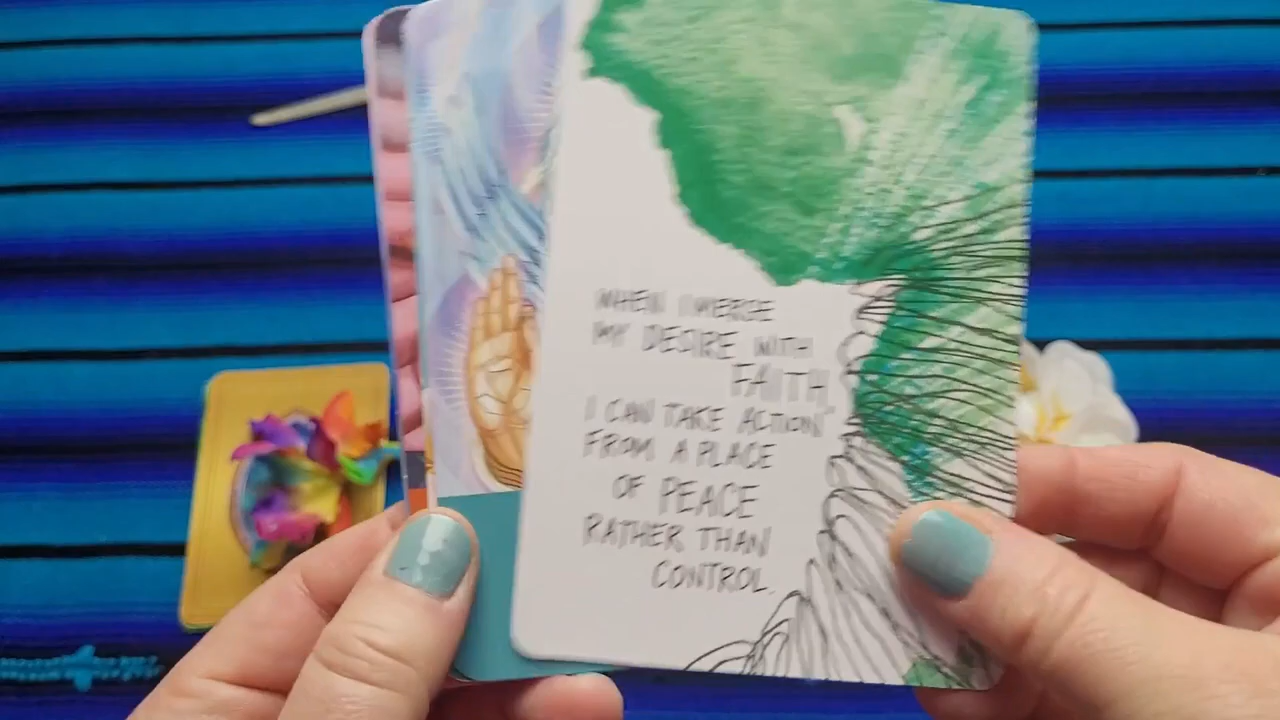 WHEN I MERGE
MY DESIRE WITH
FAITH
I CAN TAKE ACTION
FROM A PLACE
OF PEACE
RATHER THAN
CONTROL.